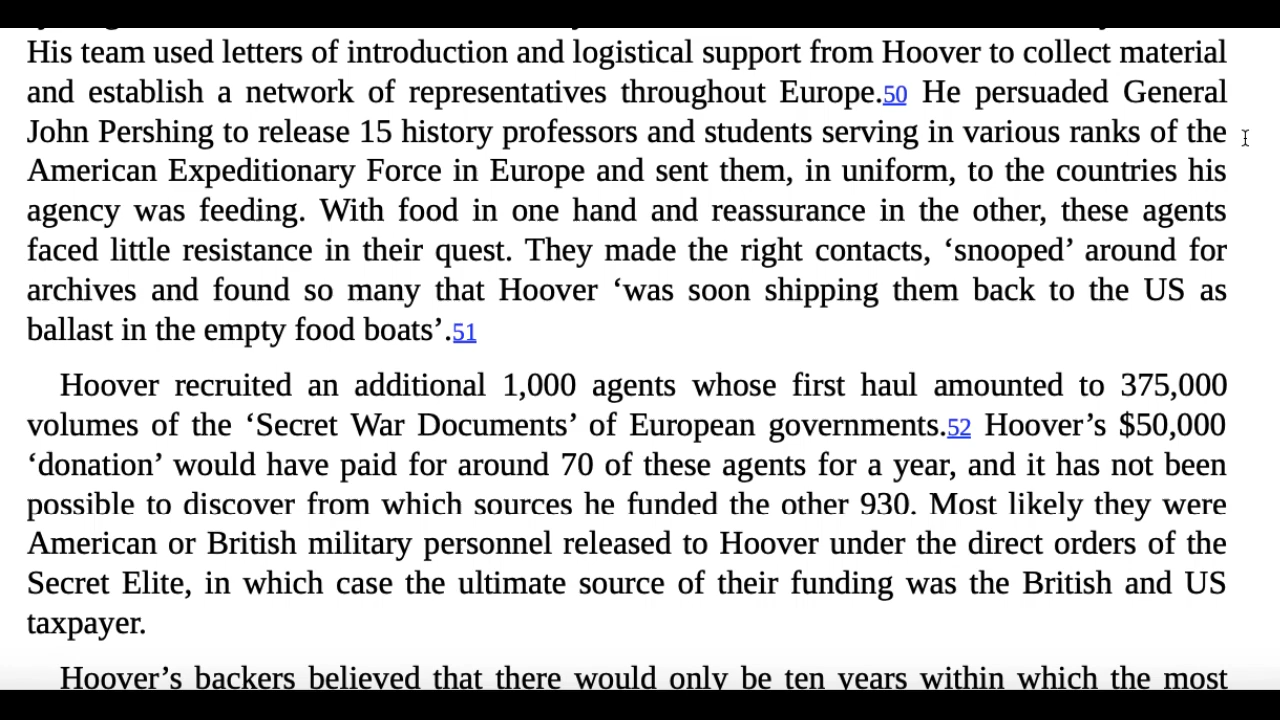 His team used letters of introduction and logistical support from Hoover to collect material
and establish a network of representatives throughout Europe.50 He persuaded General
John Pershing to release 15 history professors and students serving in various ranks of the
American Expeditionary Force in Europe and sent them, in uniform, to the countries his
agency was feeding. With food in one hand and reassurance in the other, these agents
faced little resistance in their quest. They made the right contacts, ‘snooped’ around for
archives and found so many that Hoover ‘was soon shipping them back to the US as
ballast in the empty food boats’.51
Hoover recruited an additional 1,000 agents whose first haul amounted to 375,000
volumes of the ‘Secret War Documents’ of European governments.52 Hoover’s $50,000
‘donation’ would have paid for around 70 of these agents for a year, and it has not been
possible to discover from which sources he funded the other 930. Most likely they were
American or British military personnel released to Hoover under the direct orders of the
Secret Elite, in which case the ultimate source of their funding was the British and US
taxpayer.
Hoover’s backers believed that there would only be ten years within which the most